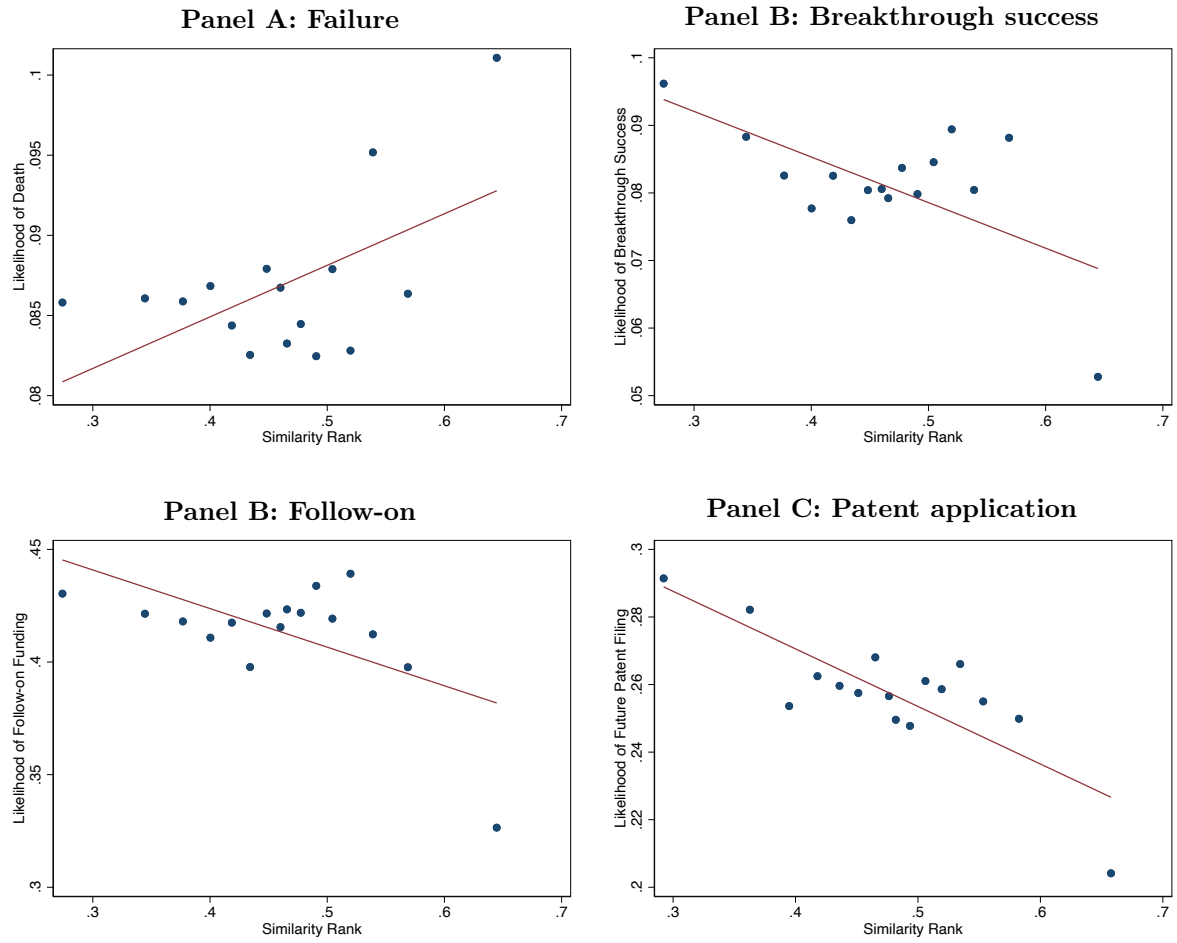 Panel A: Failure
Likelihood of Death
.1
.095
.09
.085
.08
.3 .4 .5 .6 .7
Similarity Rank
Panel B: Breakthrough success
Likelihood of Breakthrough Success
.1
.09
.08
.07
.06
.05
.3 .4 .5 .6 .7
Similarity Rank
Panel B: Follow-on
Likelihood of Follow-on Funding
.45
.4
.35
.3
.3 .4 .5 .6 .7
Similarity Rank
Panel C: Patent application
Likelihood of Future Patent Filing
.3
.28
.26
.24
.22
.2
.3 .4 .5 .6 .7
Similarity Rank